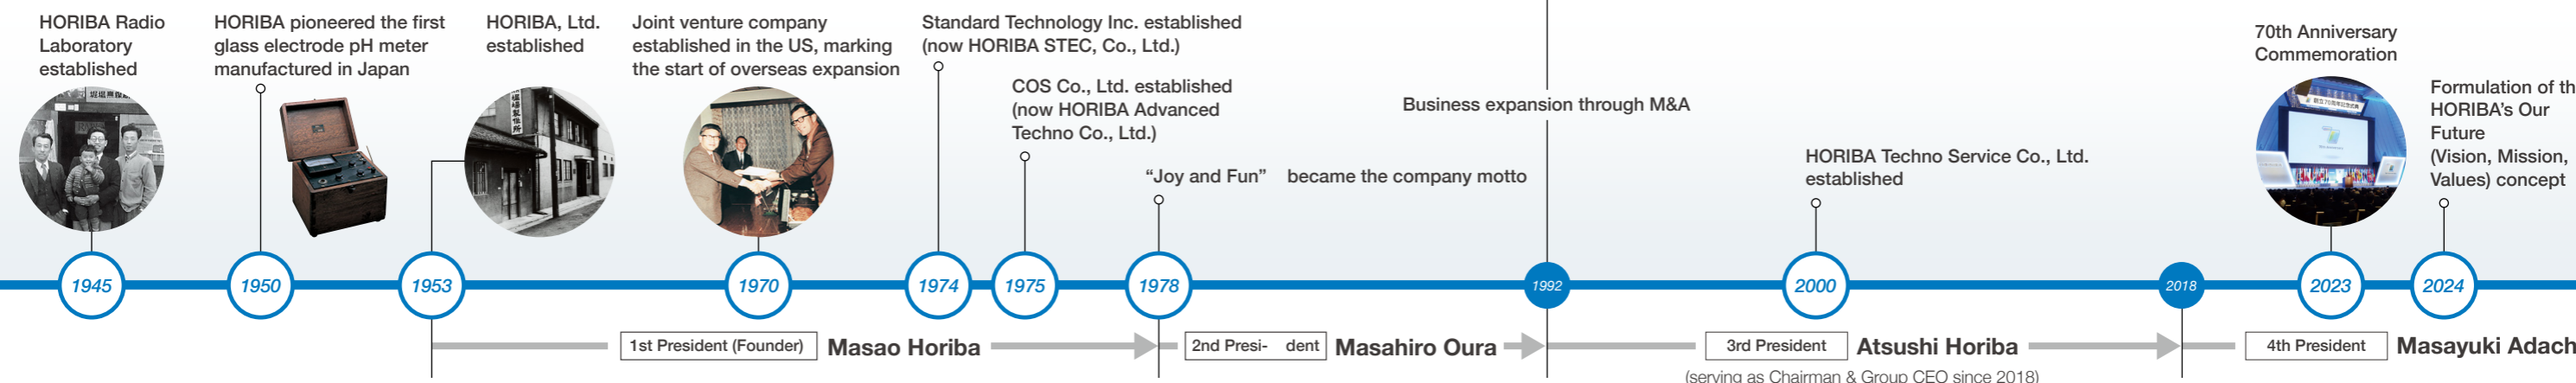 HORIBA Radio
Laboratory
established
HORIBA pioneered the first
glass electrode pH meter
manufactured in Japan
HORIBA, Ltd.
established
Joint venture company
established in the US, marking
the start of overseas expansion
Standard Technology Inc. established
(now HORIBA STEC, Co., Ltd.)
COS Co., Ltd. established
(now HORIBA Advanced
Techno Co., Ltd.)
“Joy and Fun” became the company motto
Business expansion through M&A
HORIBA Techno Service Co., Ltd.
established
70th Anniversary
Commemoration
Formulation of th
HORIBA’s Our
Future
(Vision, Mission,
Values) concept
1945
1950
1953
1970
1974
1975
1978
1992
2000
2018
2023
2024
1st President (Founder) Masao Horiba
2nd Presi- dent Masahiro Oura
3rd President Atsushi Horiba
(serving as Chairman & Group CEO since 2018)
4th President Masayuki Adach